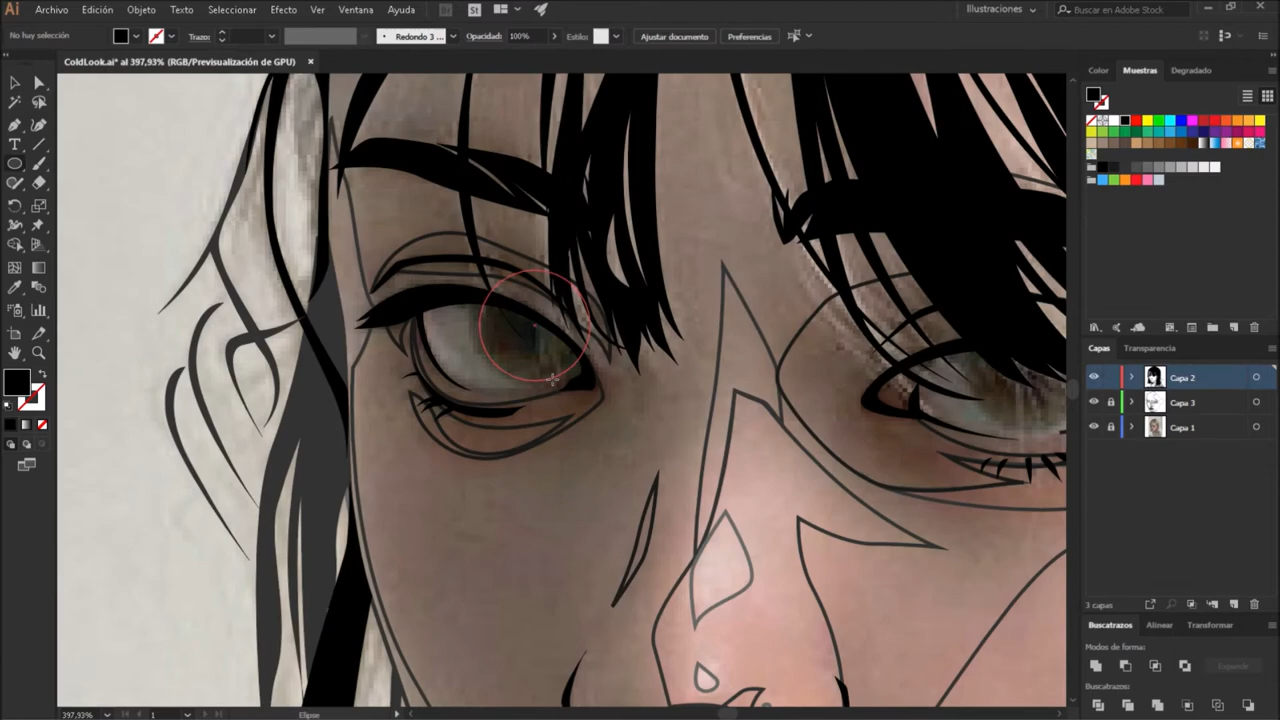 Ai Archivo Edición Objeto Texto Seleccionar Efecto Ver Ventana Ayuda Br St Illustraciones Buscar en Adobe Stock
No hay selección Trazo: Redondo 3 ... Opacidad: 100% Estilo: Ajustar documento Preferencias
ColdLook.ai* al 397,93% (RGB/Previsualización de GPU)
Color Muestras Degradado
Capas Transparencia
Capa 2
Capa 3
Capa 1
3 capas
Buscatrazos Alinear Transformar
Modos de forma:
Expandir
Buscatrazos:
397,93% 1 Elipse